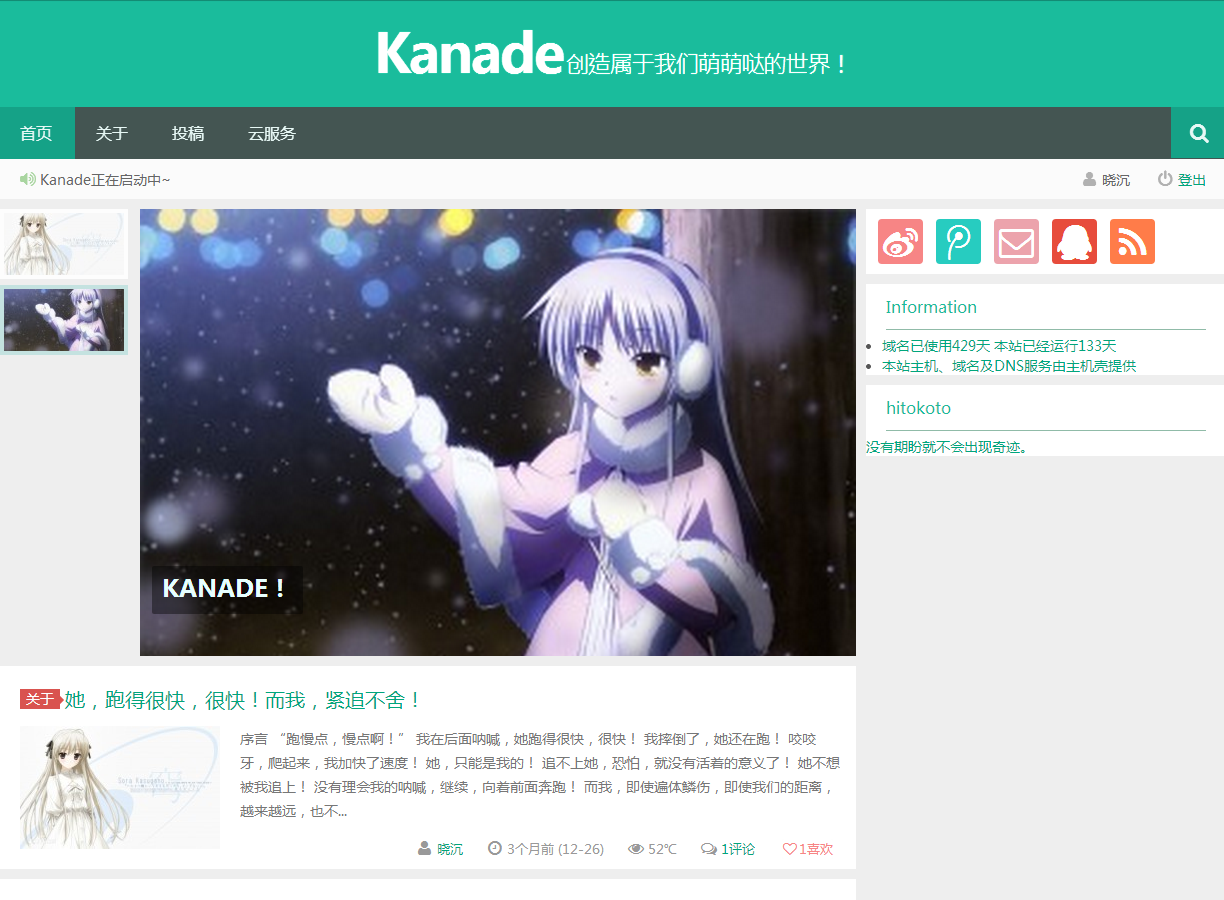 Kanade创造属于我们萌萌哒的世界！
首页 关于 投稿 云服务
Kanade正在启动中~ 晓沉 登出
Information
域名已使用429天 本站已经运行133天
本站主机、域名及DNS服务由主机壳提供
hitokoto
没有期盼就不会出现奇迹。
KANADE！
关于 她，跑得很快，很快！而我，紧追不舍！
序言 “跑慢点，慢点啊！” 我在后面呐喊，她跑得很快，很快！ 我摔倒了，她还在跑！ 咬咬
牙，爬起来，我加快了速度！ 她，只能是我的！ 追不上她，恐怕，就没有活着的意义了！ 她不想
被我追上！ 没有理会我的呐喊，继续，向着前面奔跑！ 而我，即使遍体鳞伤，即使我们的距离，
越来越远，也不...
晓沉 3个月前 (12-26) 52℃ 1评论 1喜欢